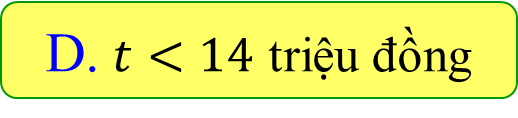 D. t < 14 triệu đồng